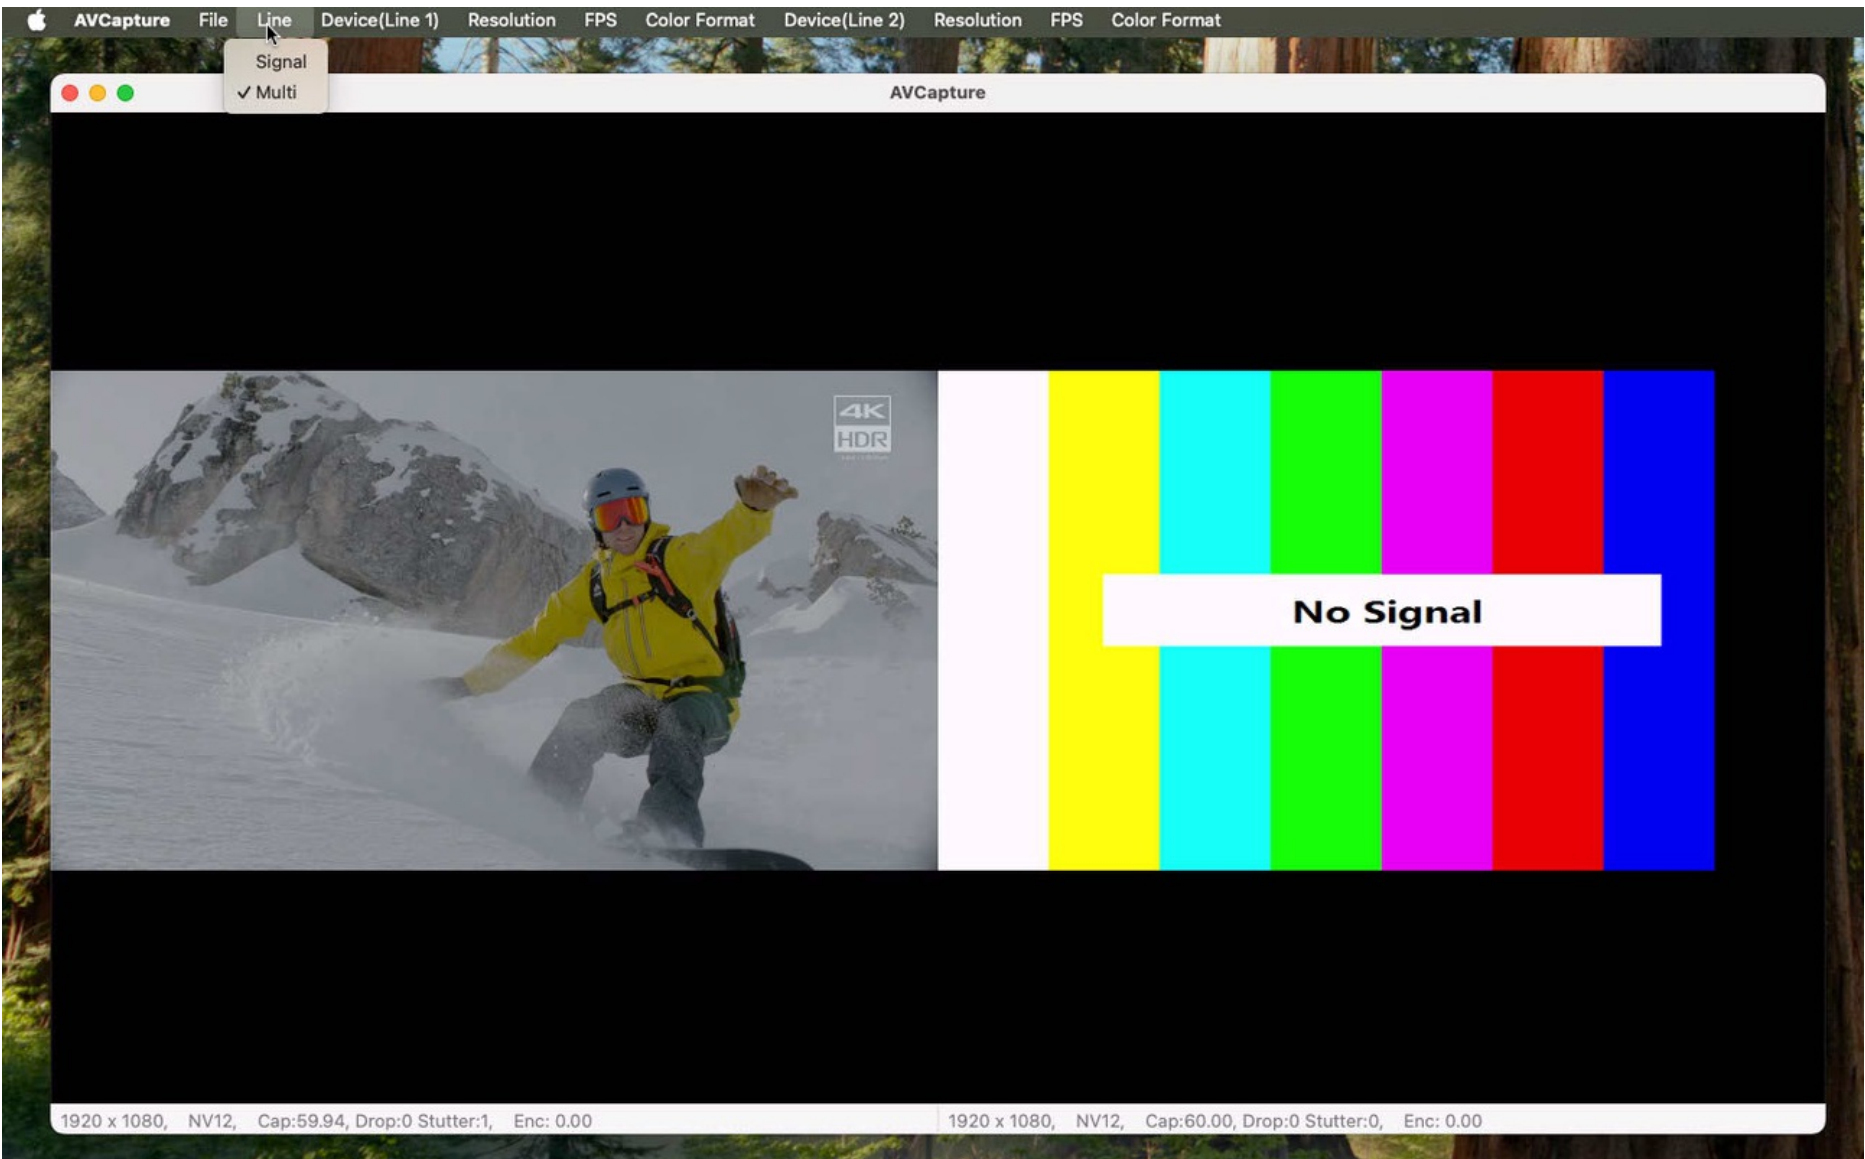 AVCapture File Line Device(Line 1) Resolution FPS Color Format Device(Line 2) Resolution FPS Color Format
Signal
✓ Multi
AVCapture
4K
HDR
No Signal
1920 x 1080, NV12, Cap:59.94, Drop:0 Stutter:1, Enc: 0.00
1920 x 1080, NV12, Cap:60.00, Drop:0 Stutter:0, Enc: 0.00